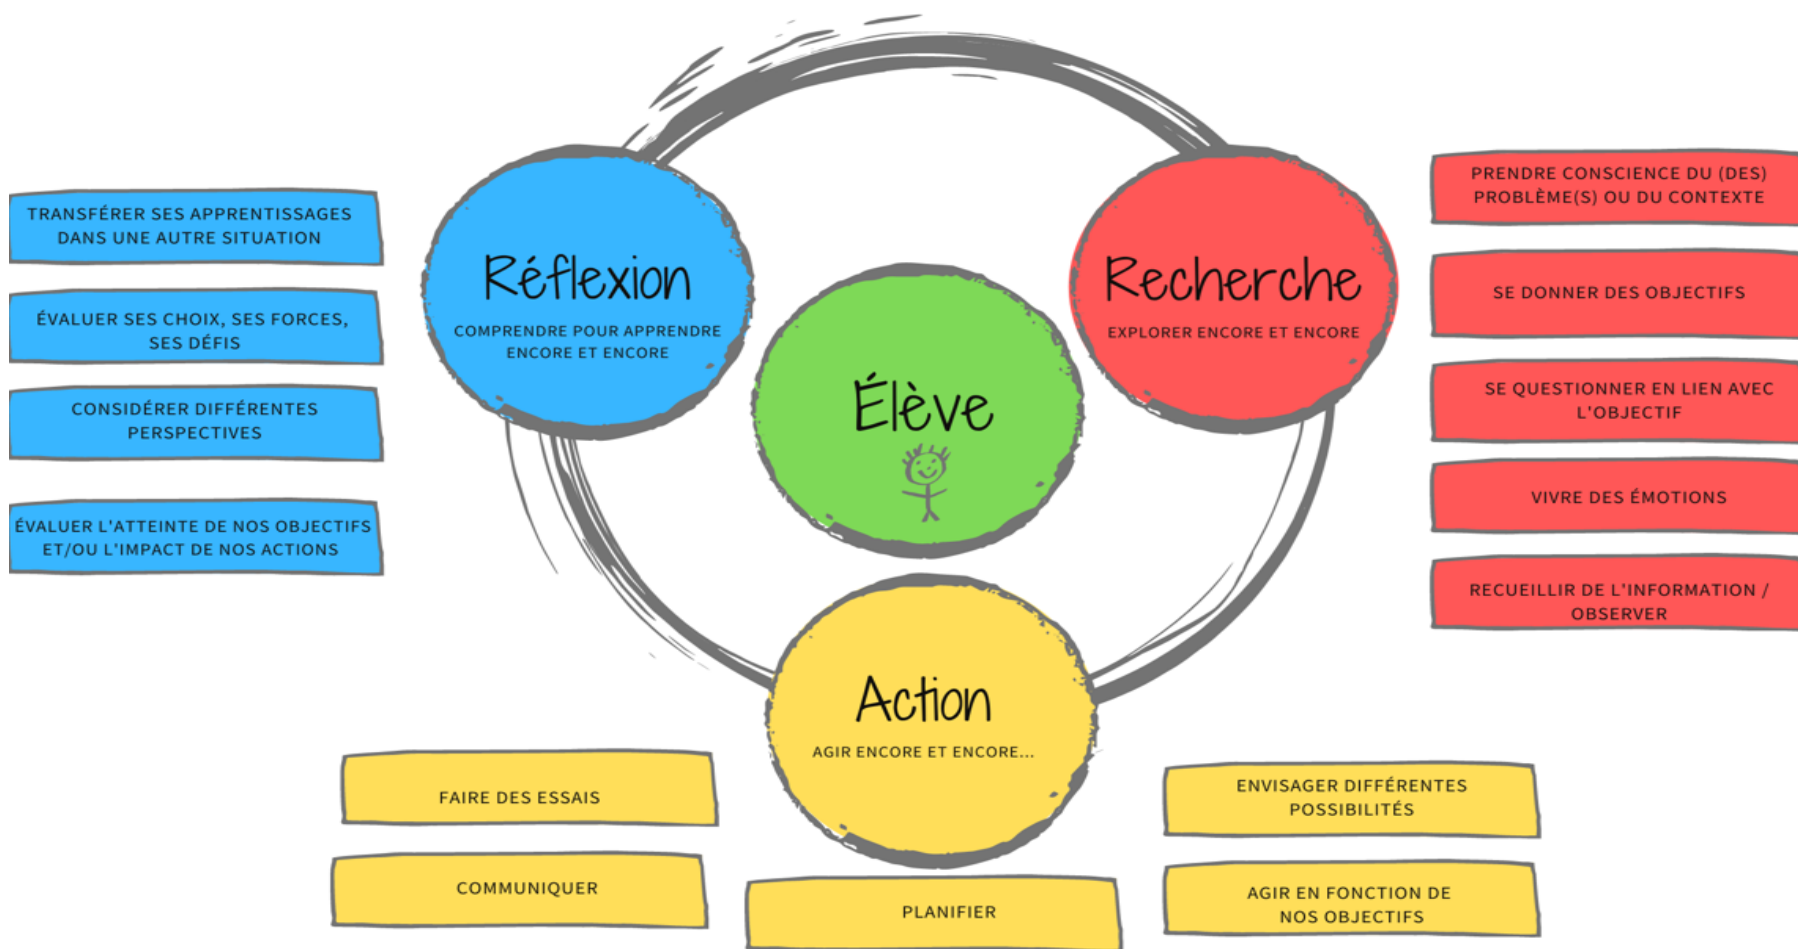 TRANSFÉRER SES APPRENTISSAGES
DANS UNE AUTRE SITUATION
ÉVALUER SES CHOIX, SES FORCES,
SES DÉFIS
CONSIDÉRER DIFFÉRENTES
PERSPECTIVES
ÉVALUER L'ATTEINTE DE NOS OBJECTIFS
ET/OU L'IMPACT DE NOS ACTIONS
Réflexion
COMPRENDRE POUR APPRENDRE
ENCORE ET ENCORE
Élève
Recherche
EXPLORER ENCORE ET ENCORE
PRENDRE CONSCIENCE DU (DES)
PROBLÈME(S) OU DU CONTEXTE
SE DONNER DES OBJECTIFS
SE QUESTIONNER EN LIEN AVEC
L'OBJECTIF
VIVRE DES ÉMOTIONS
RECUEILLIR DE L'INFORMATION /
OBSERVER
Action
AGIR ENCORE ET ENCORE...
FAIRE DES ESSAIS
COMMUNIQUER
PLANIFIER
ENVISAGER DIFFÉRENTES
POSSIBILITÉS
AGIR EN FONCTION DE
NOS OBJECTIFS